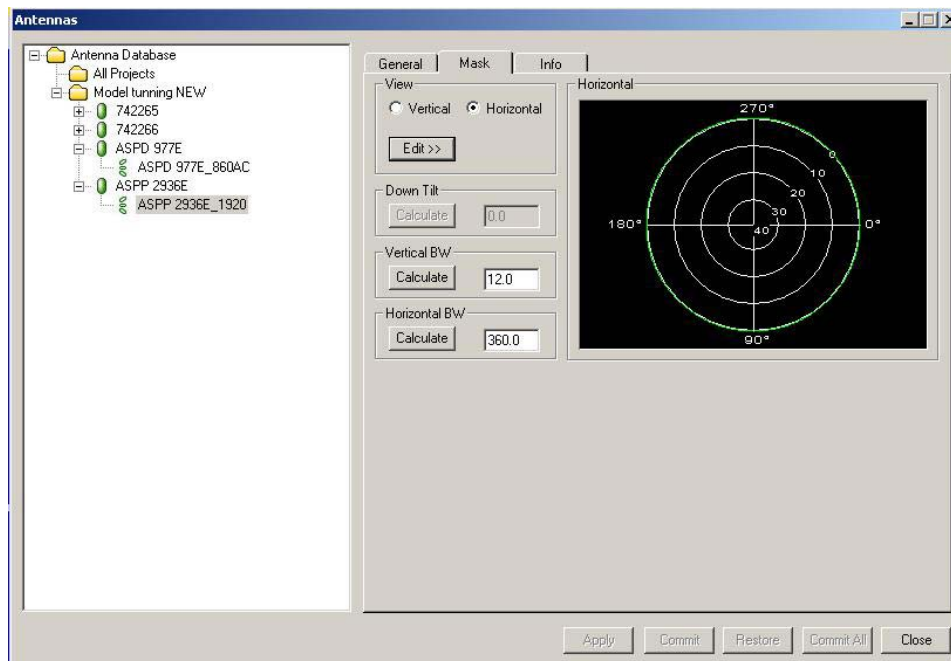 Antennas
Antenna Database
All Projects
Model tunning NEW
742265
742266
ASPD 977E
ASPD 977E_860AC
ASPP 2936E
ASPP 2936E_1920
General
Mask
Info
View
Vertical
Horizontal
Edit >>
Down Tilt
Calculate
0.0
Vertical BW
Calculate
12.0
Horizontal BW
Calculate
360.0
Horizontal
270°
0
10
20
30
40
180°
0°
90°
Apply
Commit
Restore
Commit All
Close